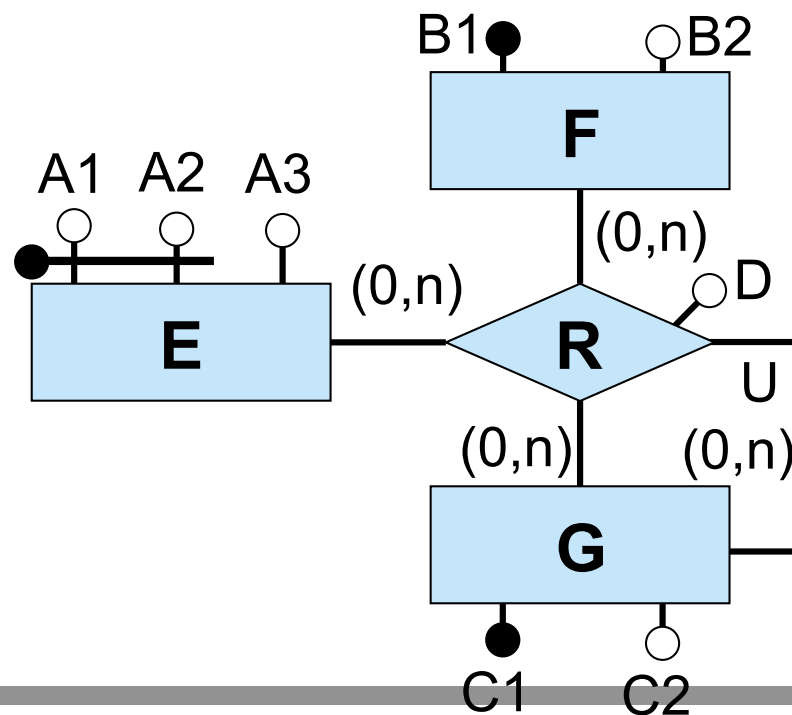 B1 B2
F
A1 A2 A3
(0,n)
(0,n) D
E R
U
(0,n) (0,n)
G
C1 C2